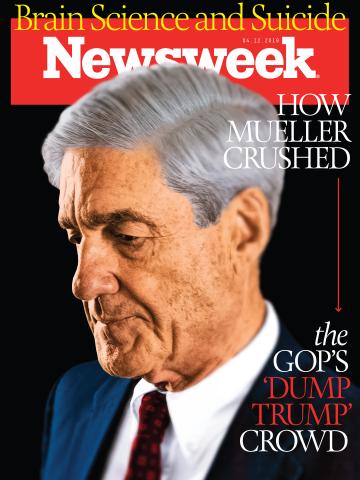 Brain Science and Suicide
Newsweek
04.12.2019
HOW
MUELLER
CRUSHED
the
GOP'S
'DUMP
TRUMP'
CROWD